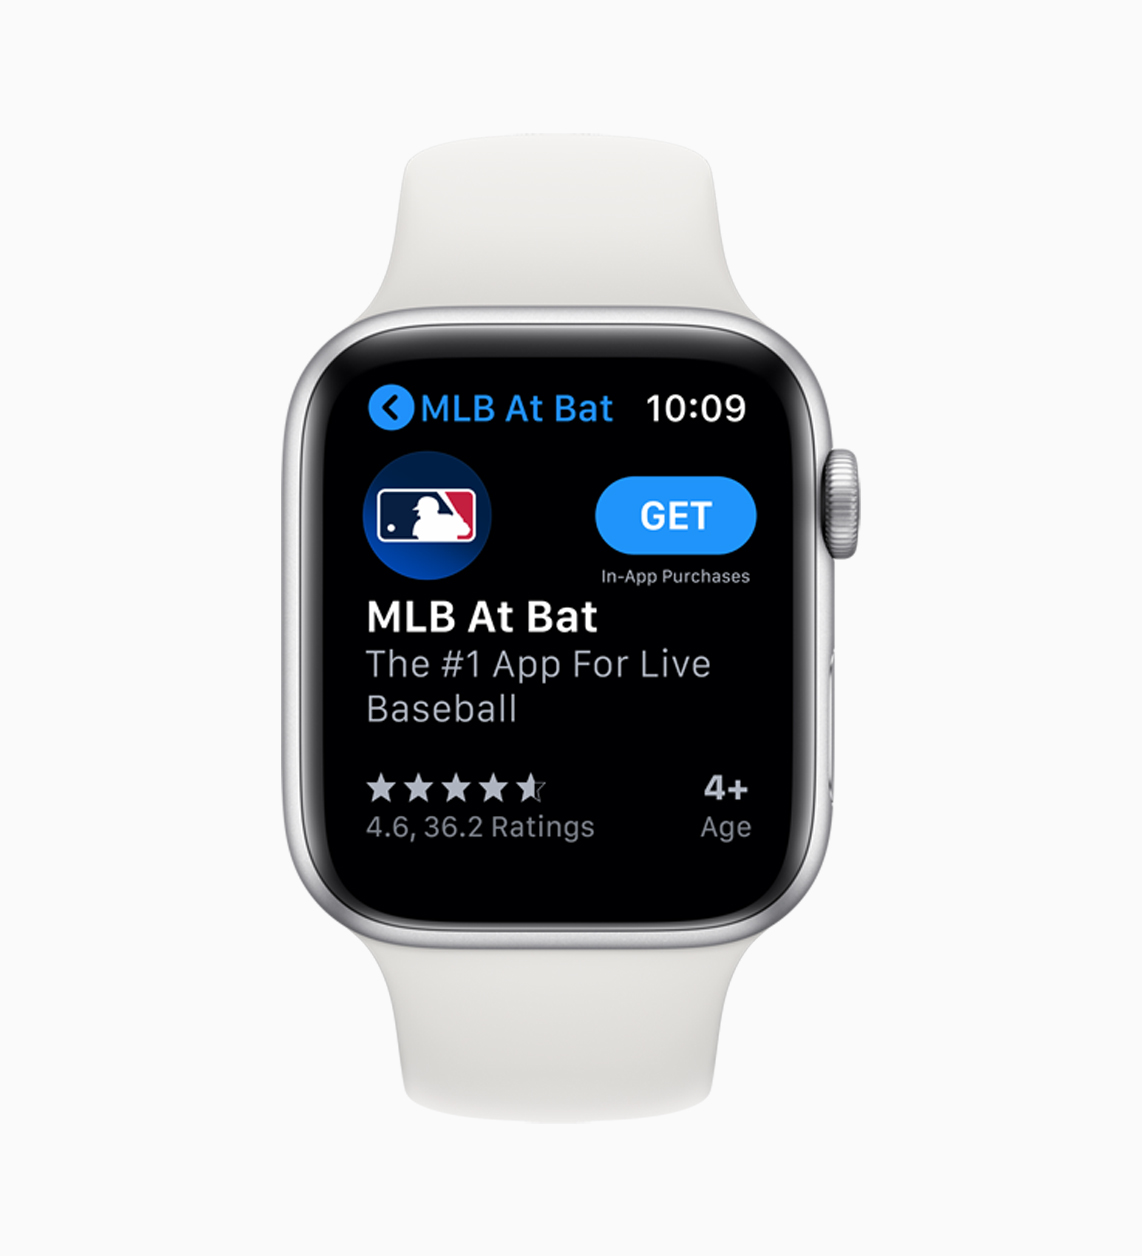 MLB At Bat 10:09
GET
In-App Purchases
MLB At Bat
The #1 App For Live
Baseball
4+
4.6, 36.2 Ratings Age